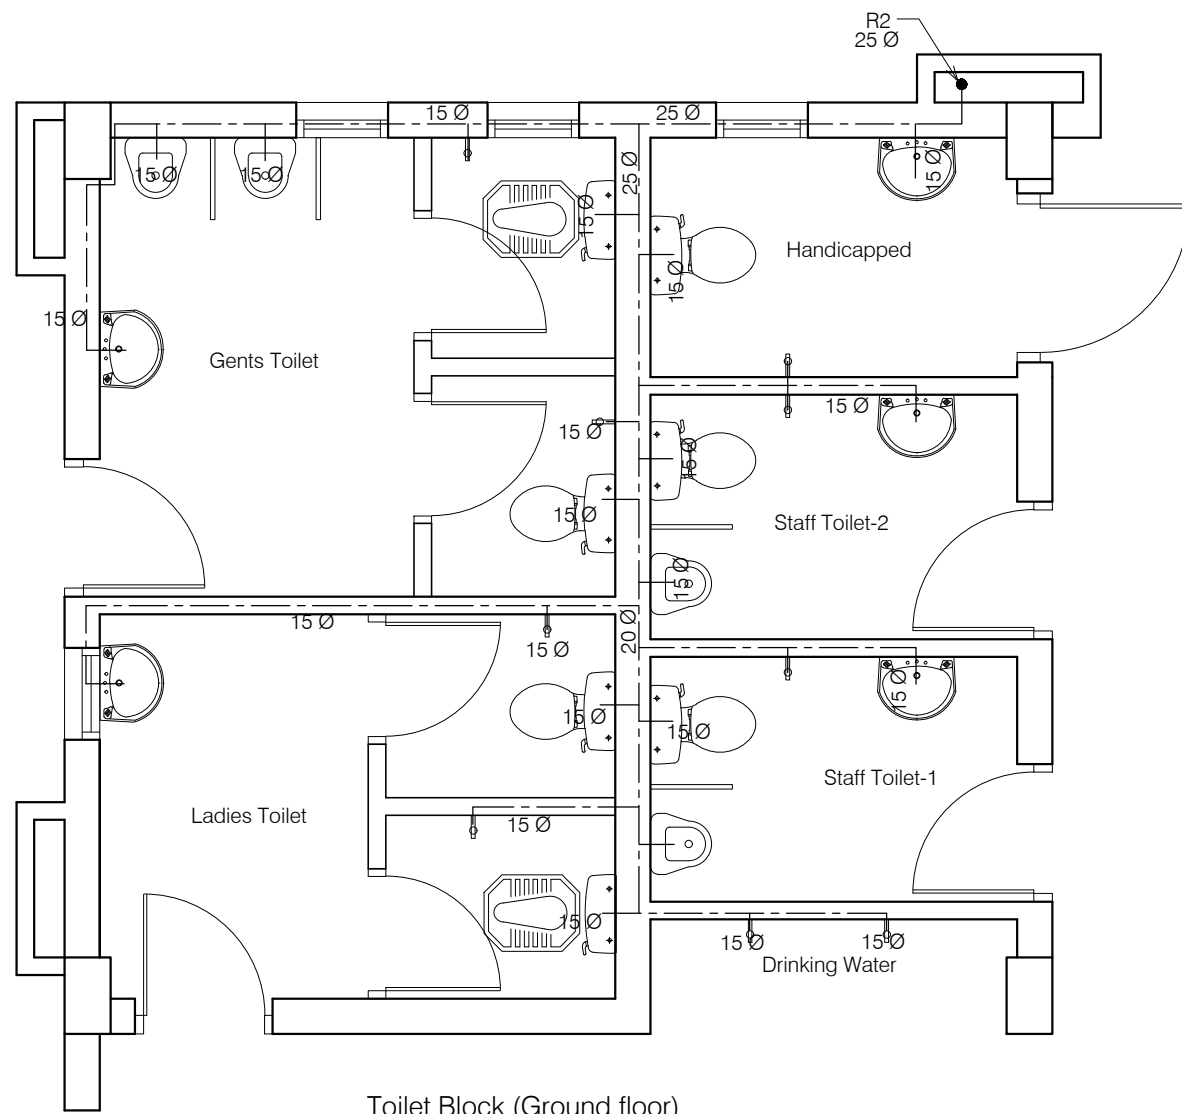 R2
25 Ø
15 Ø
25 Ø
15 Ø
15 Ø
25 Ø
15 Ø
15 Ø
Handicapped
15 Ø
15 Ø
Gents Toilet
15 Ø
15 Ø
15 Ø
15 Ø
Staff Toilet-2
15 Ø
15 Ø
20 Ø
15 Ø
15 Ø
15 Ø
15 Ø
Staff Toilet-1
Ladies Toilet
15 Ø
15 Ø
15 Ø
15 Ø
Drinking Water
Toilet Block (Ground floor)